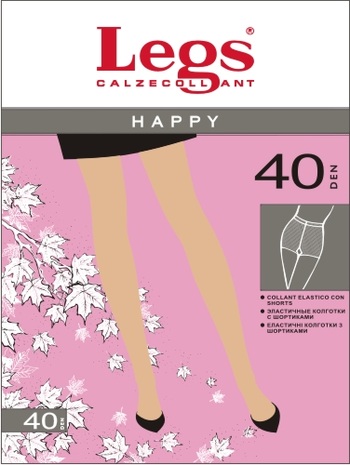 Legs®
CALZECOLLANT
HAPPY
40 DEN
COLLANT ELASTICO CON
SHORTS
ЭЛАСТИЧНЫЕ КОЛГОТКИ
С ШОРТИКАМИ
ЕЛАСТИЧНІ КОЛГОТКИ З
ШОРТИКАМИ
40 DEN